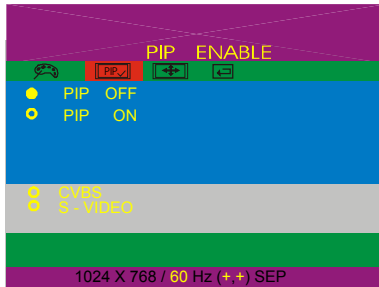 PIP ENABLE
PIP
PIP OFF
PIP ON
CVBS
S - VIDEO
1024 X 768 / 60 Hz (+,+) SEP